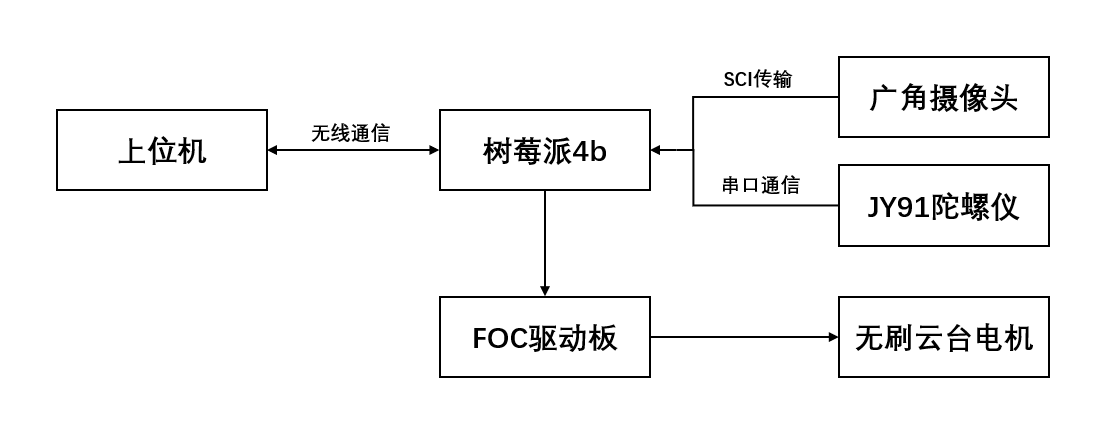 SCI传输
广角摄像头
上位机
无线通信
树莓派4b
串口通信
JY91陀螺仪
FOC驱动板
无刷云台电机